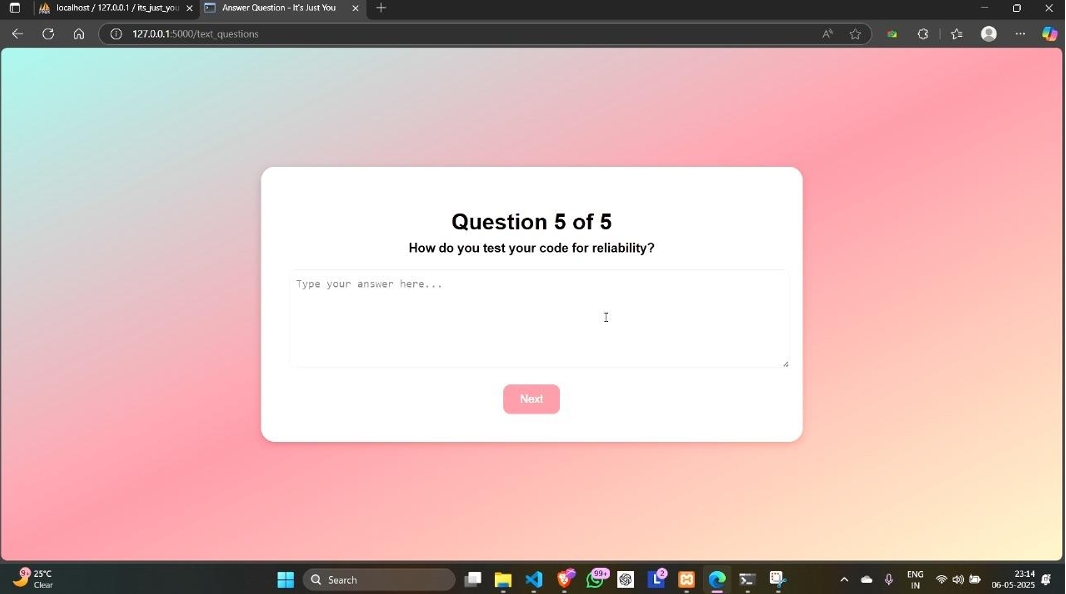 localhost / 127.0.0.1 / its_just_you
Answer Question - It's Just You
127.0.0.1:5000/text_questions
Question 5 of 5
How do you test your code for reliability?
Type your answer here...
Next
9+
25°C
Clear
Search
99+
L
2
ENG
IN
23:14
06-05-2025